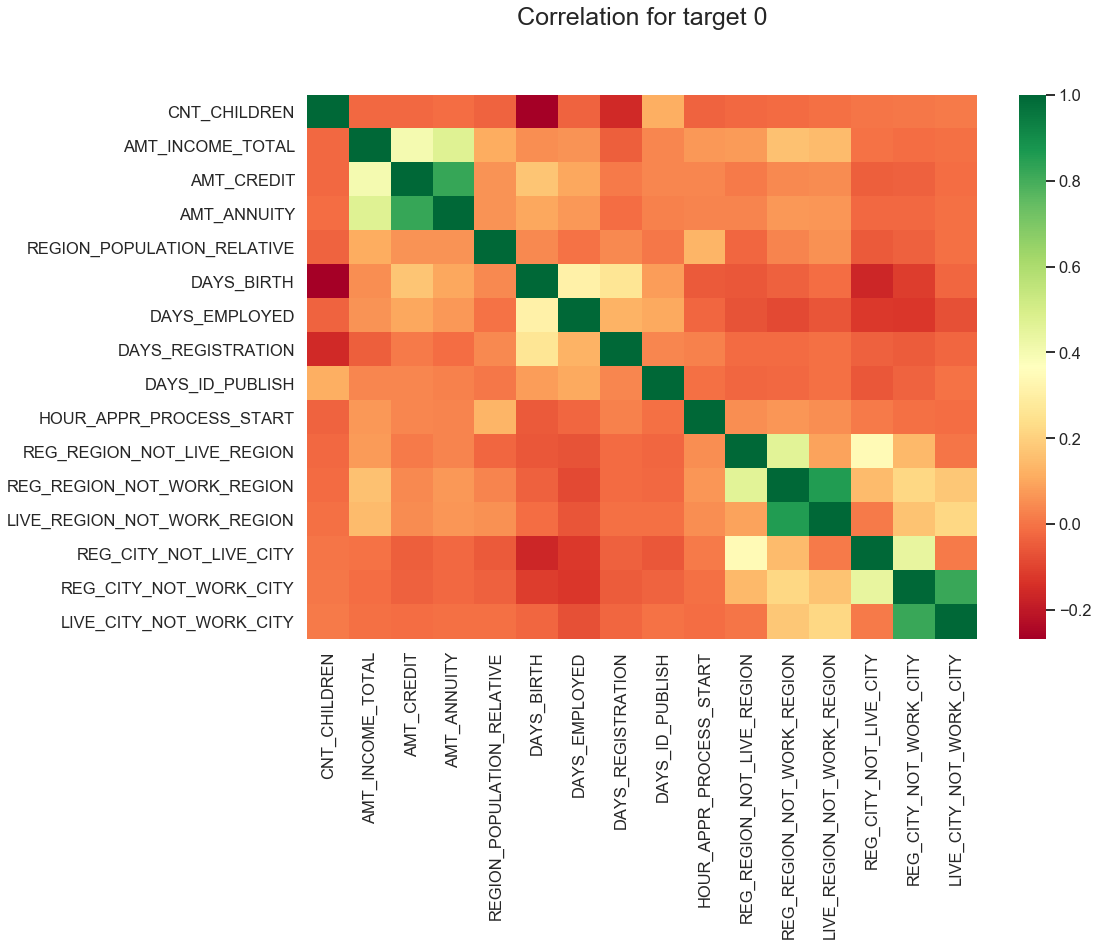 Correlation for target 0
CNT_CHILDREN
AMT_INCOME_TOTAL
AMT_CREDIT
AMT_ANNUITY
REGION_POPULATION_RELATIVE
DAYS_BIRTH
DAYS_EMPLOYED
DAYS_REGISTRATION
DAYS_ID_PUBLISH
HOUR_APPR_PROCESS_START
REG_REGION_NOT_LIVE_REGION
REG_REGION_NOT_WORK_REGION
LIVE_REGION_NOT_WORK_REGION
REG_CITY_NOT_LIVE_CITY
REG_CITY_NOT_WORK_CITY
LIVE_CITY_NOT_WORK_CITY
CNT_CHILDREN
AMT_INCOME_TOTAL
AMT_CREDIT
AMT_ANNUITY
REGION_POPULATION_RELATIVE
DAYS_BIRTH
DAYS_EMPLOYED
DAYS_REGISTRATION
DAYS_ID_PUBLISH
HOUR_APPR_PROCESS_START
REG_REGION_NOT_LIVE_REGION
REG_REGION_NOT_WORK_REGION
LIVE_REGION_NOT_WORK_REGION
REG_CITY_NOT_LIVE_CITY
REG_CITY_NOT_WORK_CITY
LIVE_CITY_NOT_WORK_CITY
1.0
0.8
0.6
0.4
0.2
0.0
−0.2